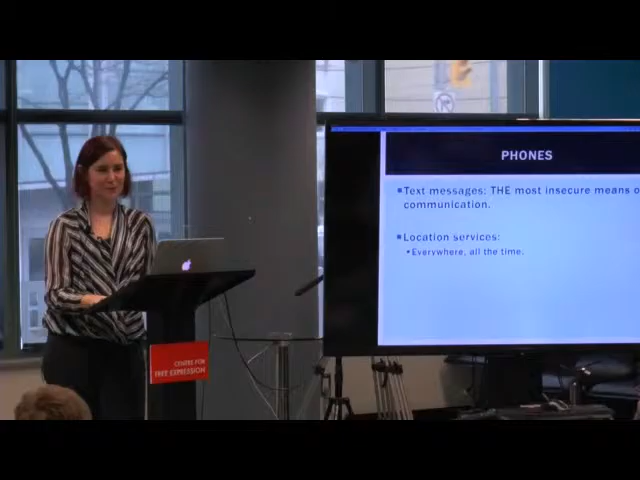 PHONES
▪Text messages: THE most insecure means o
communication.
▪Location services:
▪Everywhere, all the time.
CENTRE FOR
FREE EXPRESSION